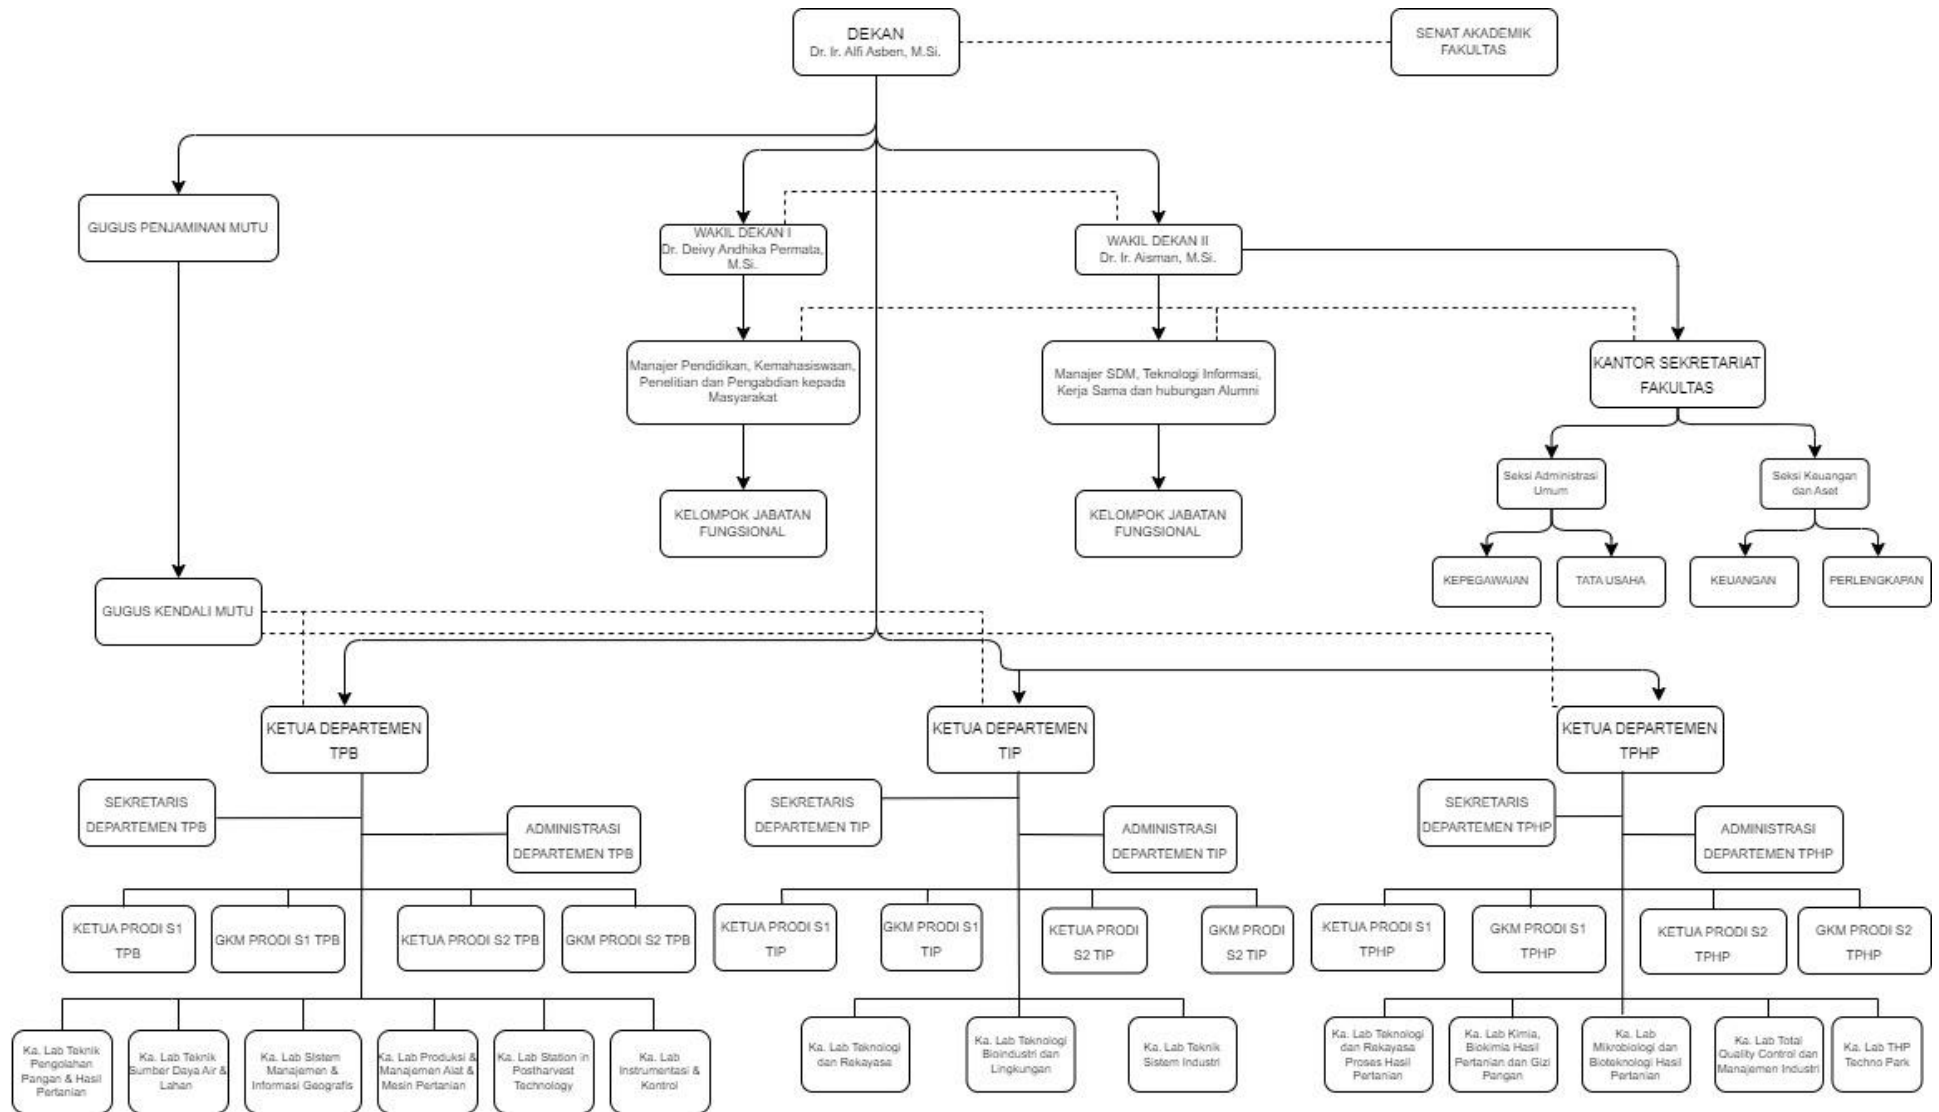 DEKAN
Dr. Ir. Alfi Asben, M.Si.
SENAT AKADEMIK
FAKULTAS
GUGUS PENJAMINAN MUTU
WAKIL DEKAN I
Dr. Deivy Andhika Permata,
M.Si.
WAKIL DEKAN II
Dr. Ir. Aisman, M.Si.
Manajer Pendidikan, Kemahasiswaan,
Penelitian dan Pengabdian kepada
Masyarakat
Manajer SDM, Teknologi Informasi,
Kerja Sama dan hubungan Alumni
KANTOR SEKRETARIAT
FAKULTAS
Seksi Administrasi
Umum
Seksi Keuangan
dan Aset
KELOMPOK JABATAN
FUNGSIONAL
KELOMPOK JABATAN
FUNGSIONAL
KEPEGAWAIAN
TATA USAHA
KEUANGAN
PERLENGKAPAN
GUGUS KENDALI MUTU
KETUA DEPARTEMEN
TPB
KETUA DEPARTEMEN
TIP
KETUA DEPARTEMEN
TPHP
SEKRETARIS
DEPARTEMEN TPB
ADMINISTRASI
DEPARTEMEN TPB
SEKRETARIS
DEPARTEMEN TIP
ADMINISTRASI
DEPARTEMEN TIP
SEKRETARIS
DEPARTEMEN TPHP
ADMINISTRASI
DEPARTEMEN TPHP
KETUA PRODI S1
TPB
GKM PRODI S1 TPB
KETUA PRODI S2 TPB
GKM PRODI S2 TPB
KETUA PRODI S1
TIP
GKM PRODI S1
TIP
KETUA PRODI
S2 TIP
GKM PRODI
S2 TIP
KETUA PRODI S1
TPHP
GKM PRODI S1
TPHP
KETUA PRODI S2
TPHP
GKM PRODI S2
TPHP
Ka. Lab Teknik
Pengolahan
Pangan & Hasil
Pertanian
Ka. Lab Teknik
Sumber Daya Air &
Lahan
Ka. Lab Sistem
Manajemen &
Informasi Geografis
Ka. Lab Produksi &
Manajemen Alat &
Mesin Pertanian
Ka. Lab Station in
Postharvest
Technology
Ka. Lab
Instrumentasi &
Kontrol
Ka. Lab Teknologi
dan Rekayasa
Ka. Lab Teknologi
Bioindustri dan
Lingkungan
Ka. Lab Teknik
Sistem Industri
Ka. Lab Teknologi
dan Rekayasa
Proses Hasil
Pertanian
Ka. Lab Kimia,
Biokimia Hasil
Pertanian dan Gizi
Pangan
Ka. Lab
Mikrobiologi dan
Bioteknologi Hasil
Pertanian
Ka. Lab Total
Quality Control dan
Manajemen Industri
Ka. Lab THP
Techno Park